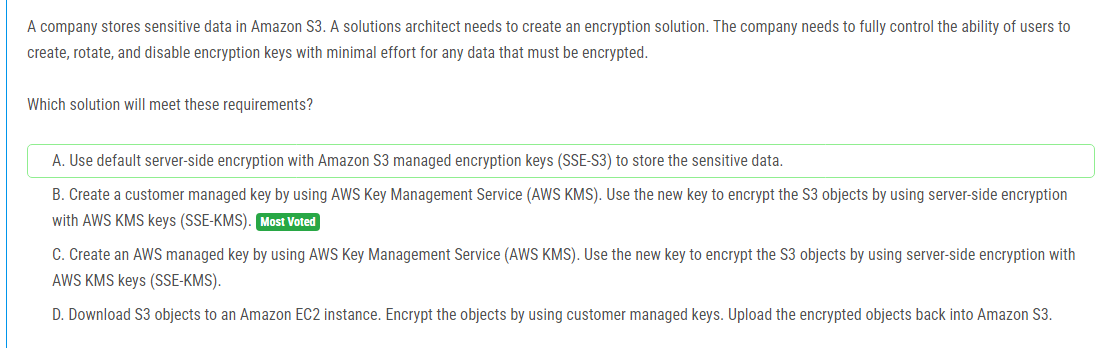 A company stores sensitive data in Amazon S3. A solutions architect needs to create an encryption solution. The company needs to fully control the ability of users to
create, rotate, and disable encryption keys with minimal effort for any data that must be encrypted.
Which solution will meet these requirements?
A. Use default server-side encryption with Amazon S3 managed encryption keys (SSE-S3) to store the sensitive data.
B. Create a customer managed key by using AWS Key Management Service (AWS KMS). Use the new key to encrypt the S3 objects by using server-side encryption
with AWS KMS keys (SSE-KMS). Most Voted
C. Create an AWS managed key by using AWS Key Management Service (AWS KMS). Use the new key to encrypt the S3 objects by using server-side encryption with
AWS KMS keys (SSE-KMS).
D. Download S3 objects to an Amazon EC2 instance. Encrypt the objects by using customer managed keys. Upload the encrypted objects back into Amazon S3.